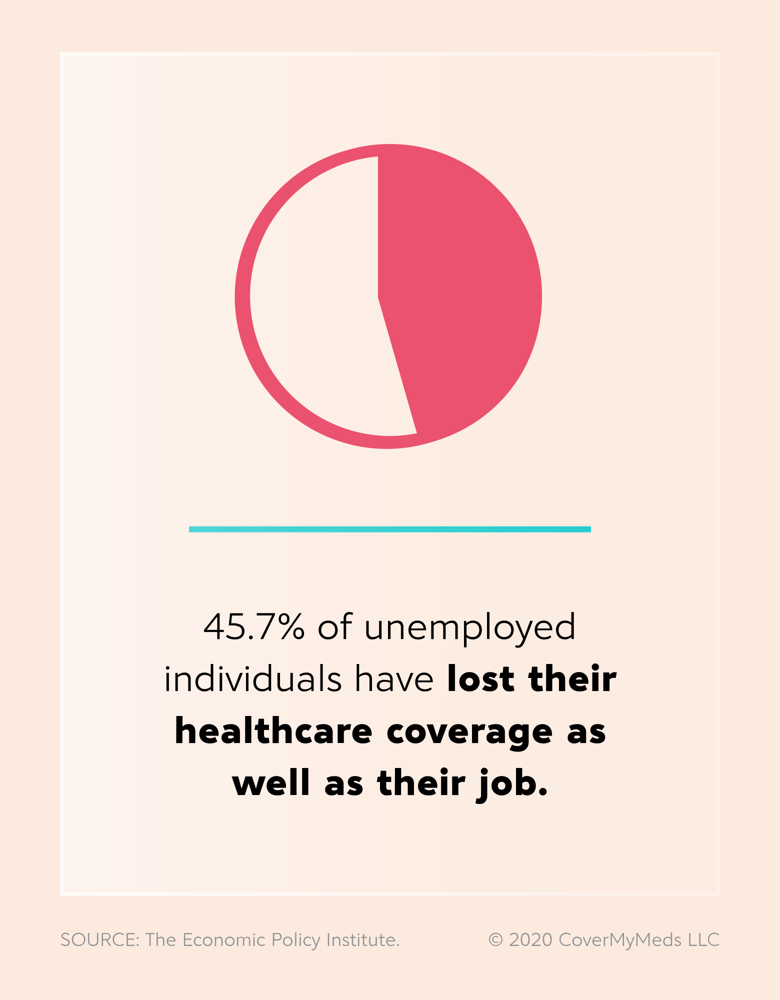 45.7% of unemployed
individuals have lost their
healthcare coverage as
well as their job.
SOURCE: The Economic Policy Institute.
© 2020 CoverMyMeds LLC